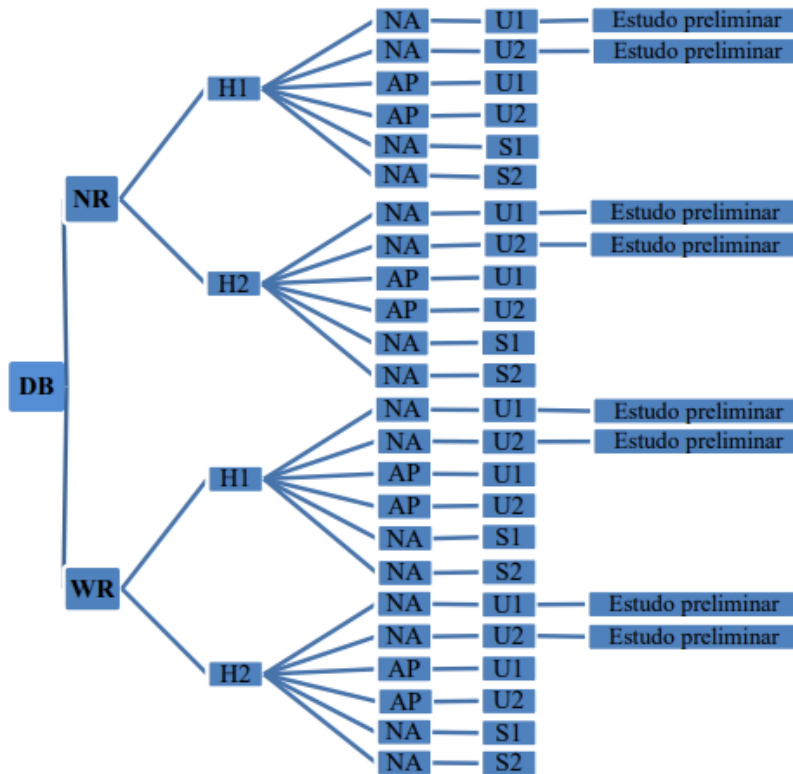 NA U1 Estudo preliminar
NA U2 Estudo preliminar
H1 AP U1
AP U2
NA S1
NA S2
NR
NA U1 Estudo preliminar
NA U2 Estudo preliminar
H2 AP U1
AP U2
NA S1
NA S2
DB
NA U1 Estudo preliminar
NA U2 Estudo preliminar
H1 AP U1
AP U2
NA S1
NA S2
WR
NA U1 Estudo preliminar
NA U2 Estudo preliminar
H2 AP U1
AP U2
NA S1
NA S2